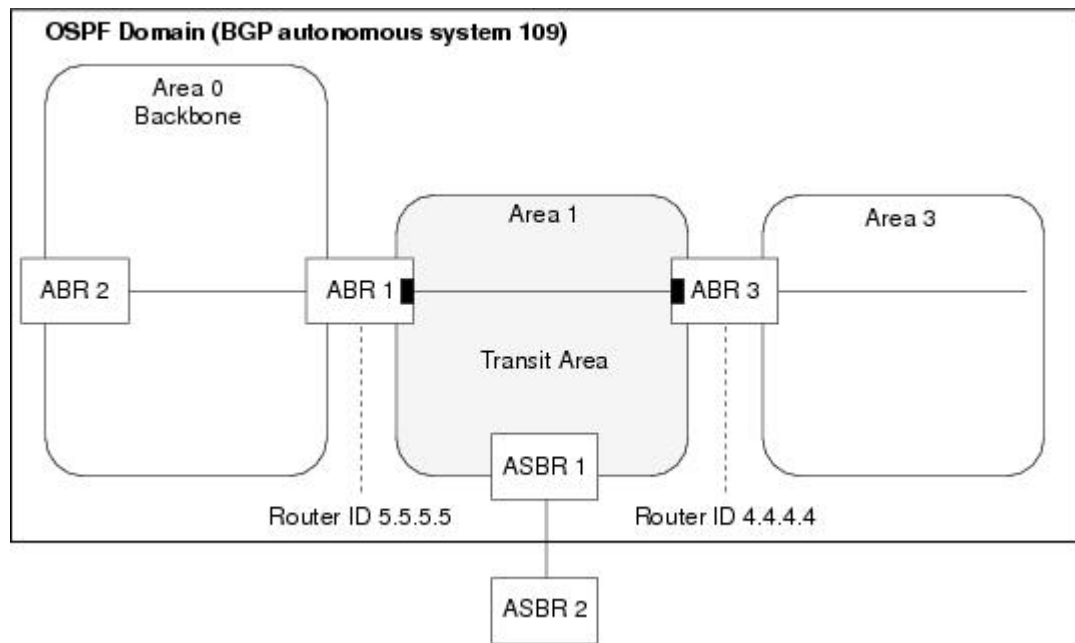 OSPF Domain (BGP autonomous system 109)
Area 0
Backbone
Area 1
Area 3
ABR 2
ABR 1
ABR 3
Transit Area
ASBR 1
Router ID 5.5.5.5
Router ID 4.4.4.4
ASBR 2